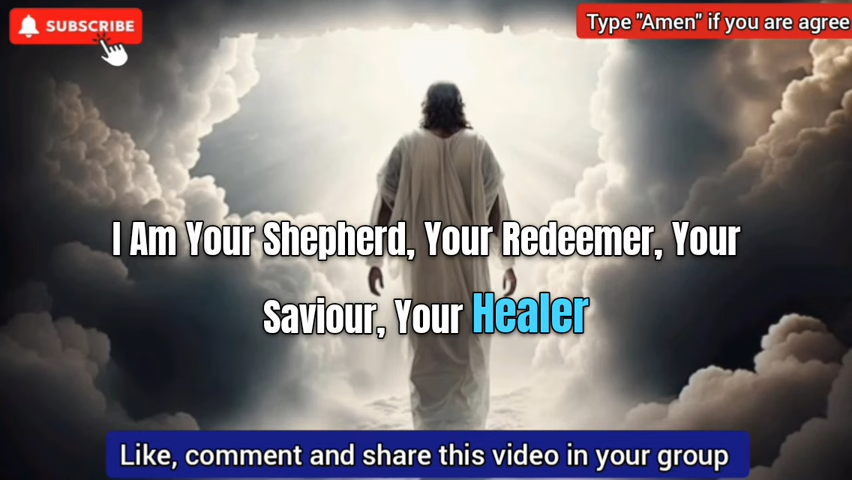 SUBSCRIBE
Type "Amen" if you are agree
I Am Your Shepherd, Your Redeemer, Your
Saviour, Your Healer
Like, comment and share this video in your group